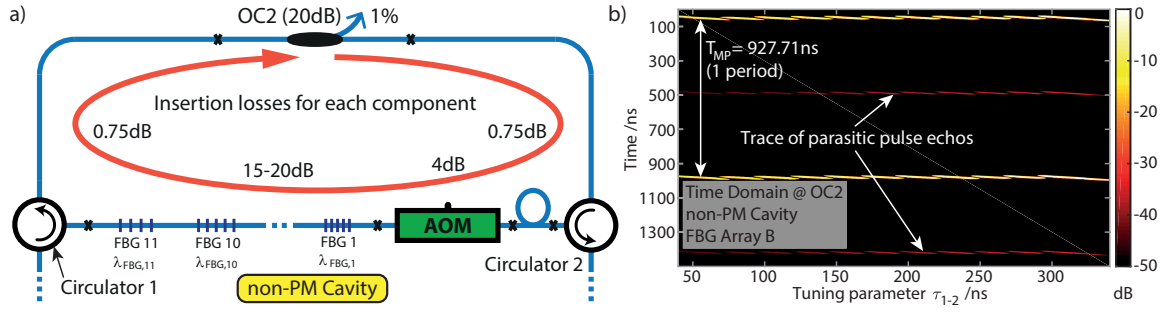 a)
OC2 (20dB)
1%
Insertion losses for each component
0.75dB
0.75dB
15-20dB
4dB
AOM
FBG 11
FBG 10
FBG 1
λFBG,11
λFBG,10
λFBG,1
Circulator 1
Circulator 2
non-PM Cavity
b)
TMP = 927.71ns
(1 period)
Trace of parasitic pulse echos
Time Domain @ OC2
non-PM Cavity
FBG Array B
Time /ns
100
300
500
700
900
1100
1300
50
100
150
200
250
300
Tuning parameter τ1-2 /ns
0
-10
-20
-30
-40
-50
dB